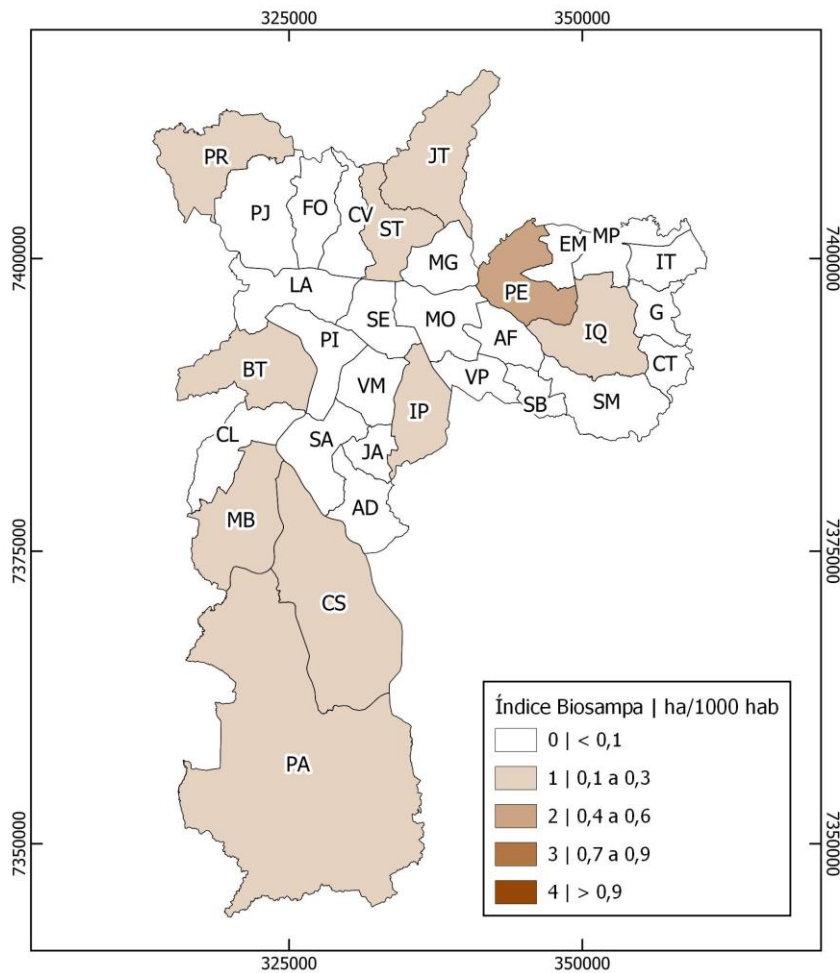 325000
350000
PR
JT
PJ
FO
CV
ST
7400000
MG
EM
MP
IT
7400000
LA
PE
SE
MO
G
PI
AF
IQ
BT
VM
VP
CT
IP
SB
SM
CL
SA
JA
AD
MB
7375000
7375000
CS
Índice Biosampa | ha/1000 hab
0 | < 0,1
PA
1 | 0,1 a 0,3
2 | 0,4 a 0,6
7350000
3 | 0,7 a 0,9
7350000
4 | > 0,9
325000
350000